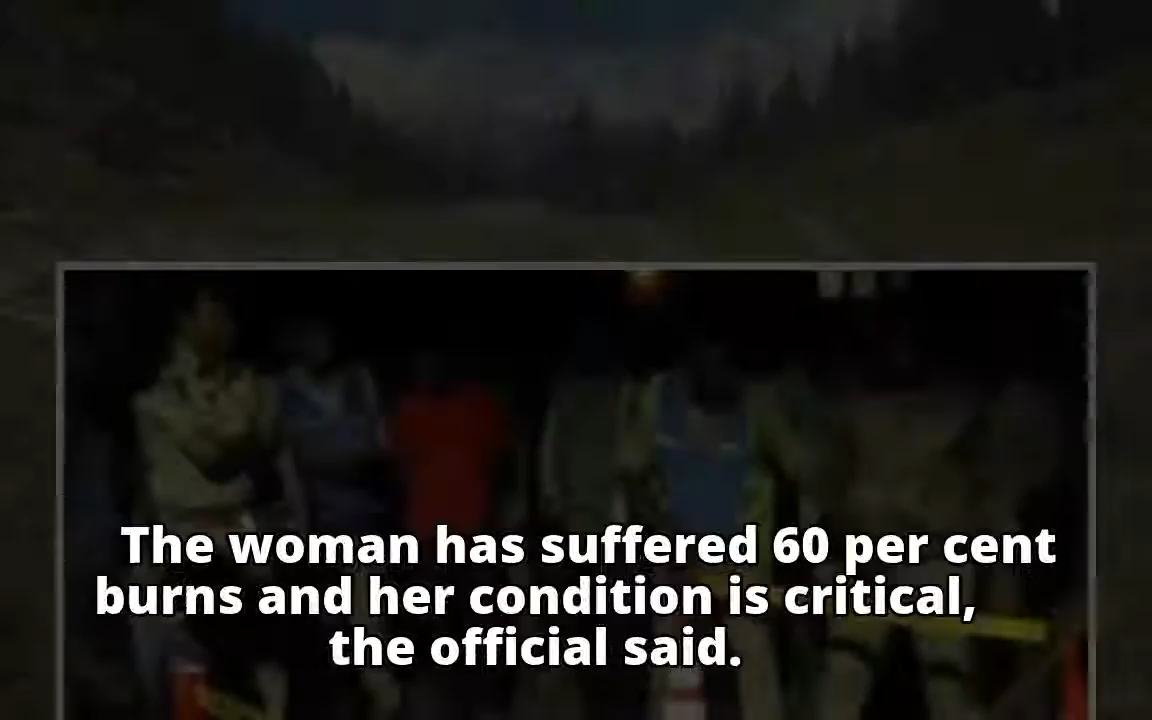 The woman has suffered 60 per cent
burns and her condition is critical,
the official said.